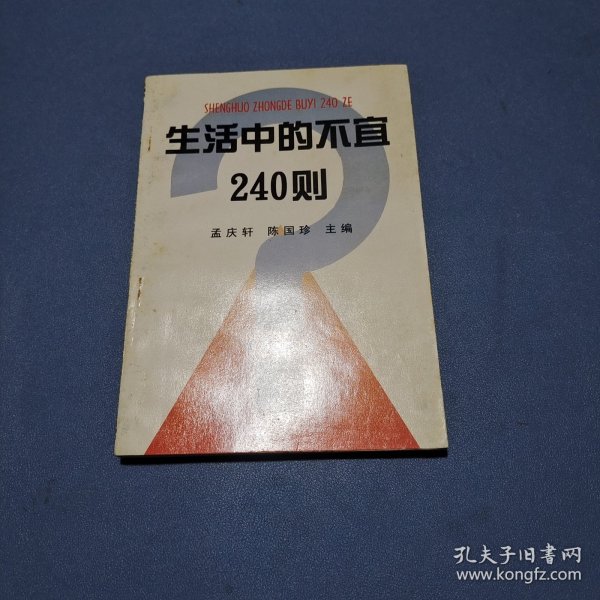 SHENGHUO ZHONGDE BUYI 240 ZE
生活中的不宜
240则
孟庆轩 陈国珍 主编
孔夫子旧书网
www.kongfz.com